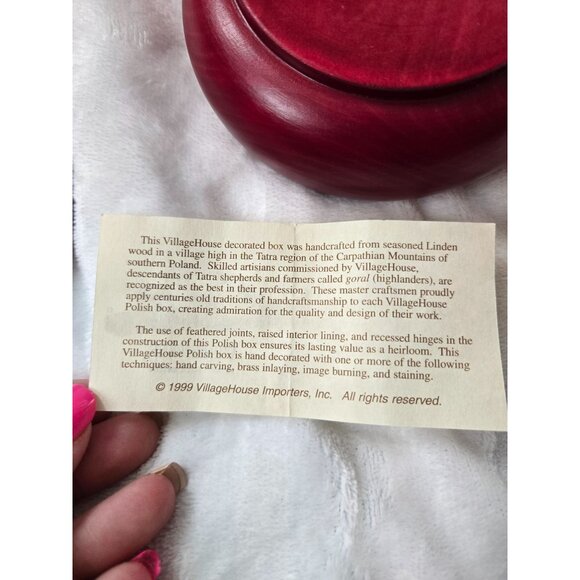 This VillageHouse decorated box was handcrafted from seasoned Linden
wood in a village high in the Tatra region of the Carpathian Mountains of
southern Poland. Skilled artisians commissioned by VillageHouse,
descendants of Tatra shepherds and farmers called goral (highlanders), are
recognized as the best in their profession. These master craftsmen proudly
apply centuries old traditions of handcraftsmanship to each VillageHouse
Polish box, creating admiration for the quality and design of their work.
The use of feathered joints, raised interior lining, and recessed hinges in the
construction of this Polish box ensures its lasting value as a heirloom. This
VillageHouse Polish box is hand decorated with one or more of the following
techniques: hand carving, brass inlaying, image burning, and staining.
© 1999 VillageHouse Importers, Inc. All rights reserved.